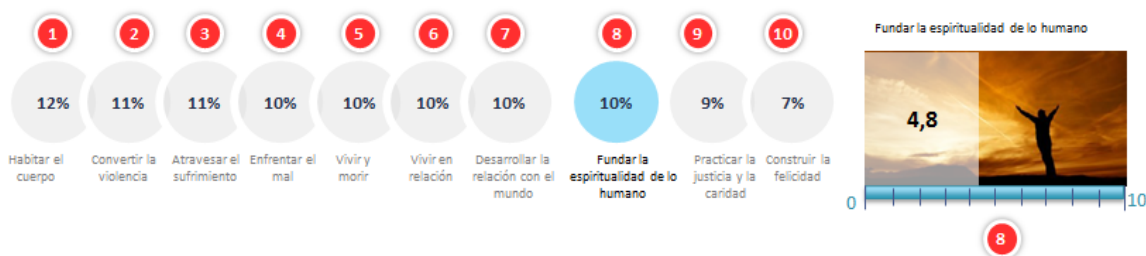 1 2 3 4 5 6 7 8 9 10
12% 11% 11% 10% 10% 10% 10% 10% 9% 7%
Habitar el
cuerpo
Convertir la
violencia
Atravesar el
sufrimiento
Enfrentar el
mal
Vivir y
morir
Vivir en
relación
Desarrollar la
relación con el
mundo
Fundar la
espiritualidad de lo
humano
Practicar la
justicia y la
caridad
Construir la
felicidad
Fundar la espiritualidad de lo humano
4,8
0 10
8